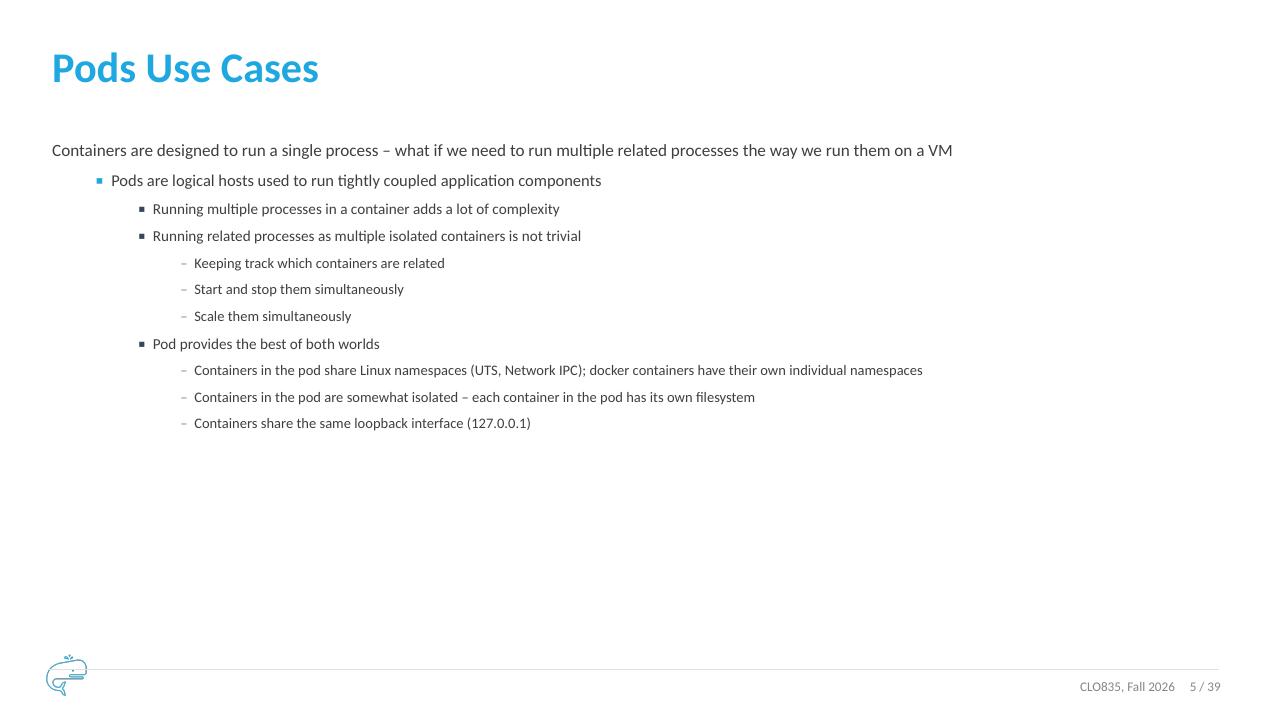 Pods Use Cases
Containers are designed to run a single process – what if we need to run multiple related processes the way we run them on a VM
▪ Pods are logical hosts used to run tightly coupled application components
▪ Running multiple processes in a container adds a lot of complexity
▪ Running related processes as multiple isolated containers is not trivial
– Keeping track which containers are related
– Start and stop them simultaneously
– Scale them simultaneously
▪ Pod provides the best of both worlds
– Containers in the pod share Linux namespaces (UTS, Network IPC); docker containers have their own individual namespaces
– Containers in the pod are somewhat isolated – each container in the pod has its own filesystem
– Containers share the same loopback interface (127.0.0.1)
CLO835, Fall 2026 5 / 39